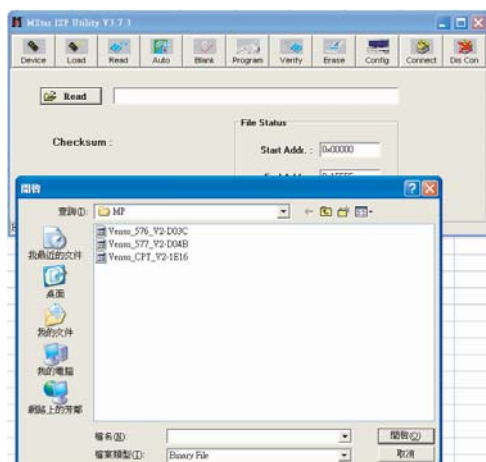 MStar ISP Utility V3.7.3
Device Load Read Auto Blank Program Verify Erase Config Connect Dis Con
Read
File Status
Checksum :
Start Addr. : 0x00000
開啟
查詢(I): MP
Venus_576_V2-D03C
Venus_577_V2-D04B
Venus_CPT_V2-1E16
我最近的文件
桌面
我的文件
我的電腦
網路上的芳鄰
檔名(N): 開啟(O)
檔案類型(T): Binary File 取消